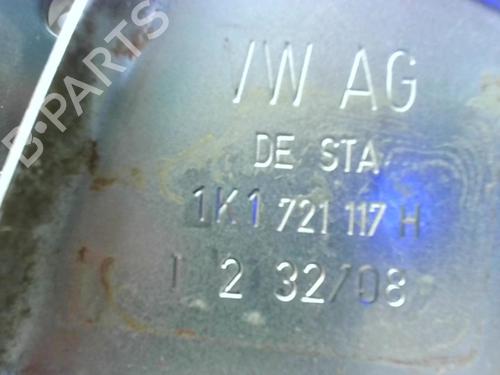 VW AG
DE STA
1K1 721 117 H
1 2 32/08
B-PARTS